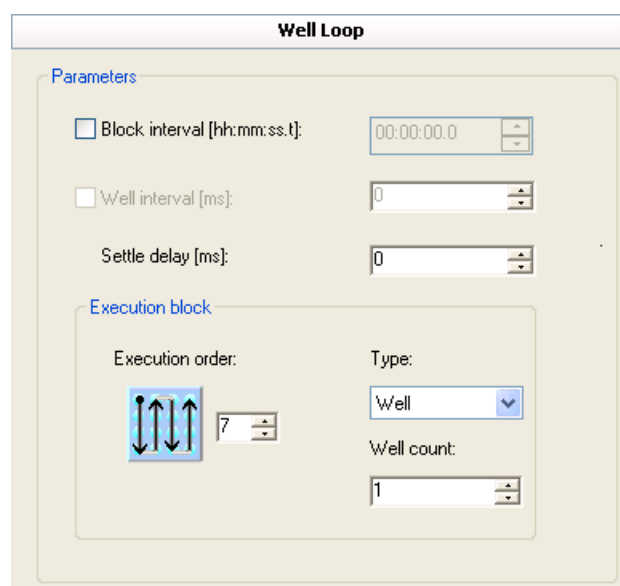 Well Loop
Parameters
Block interval [hh:mm:ss.t]: 00:00:00.0
Well interval [ms]: 0
Settle delay [ms]: 0
Execution block
Execution order: Type:
7 Well
Well count:
1